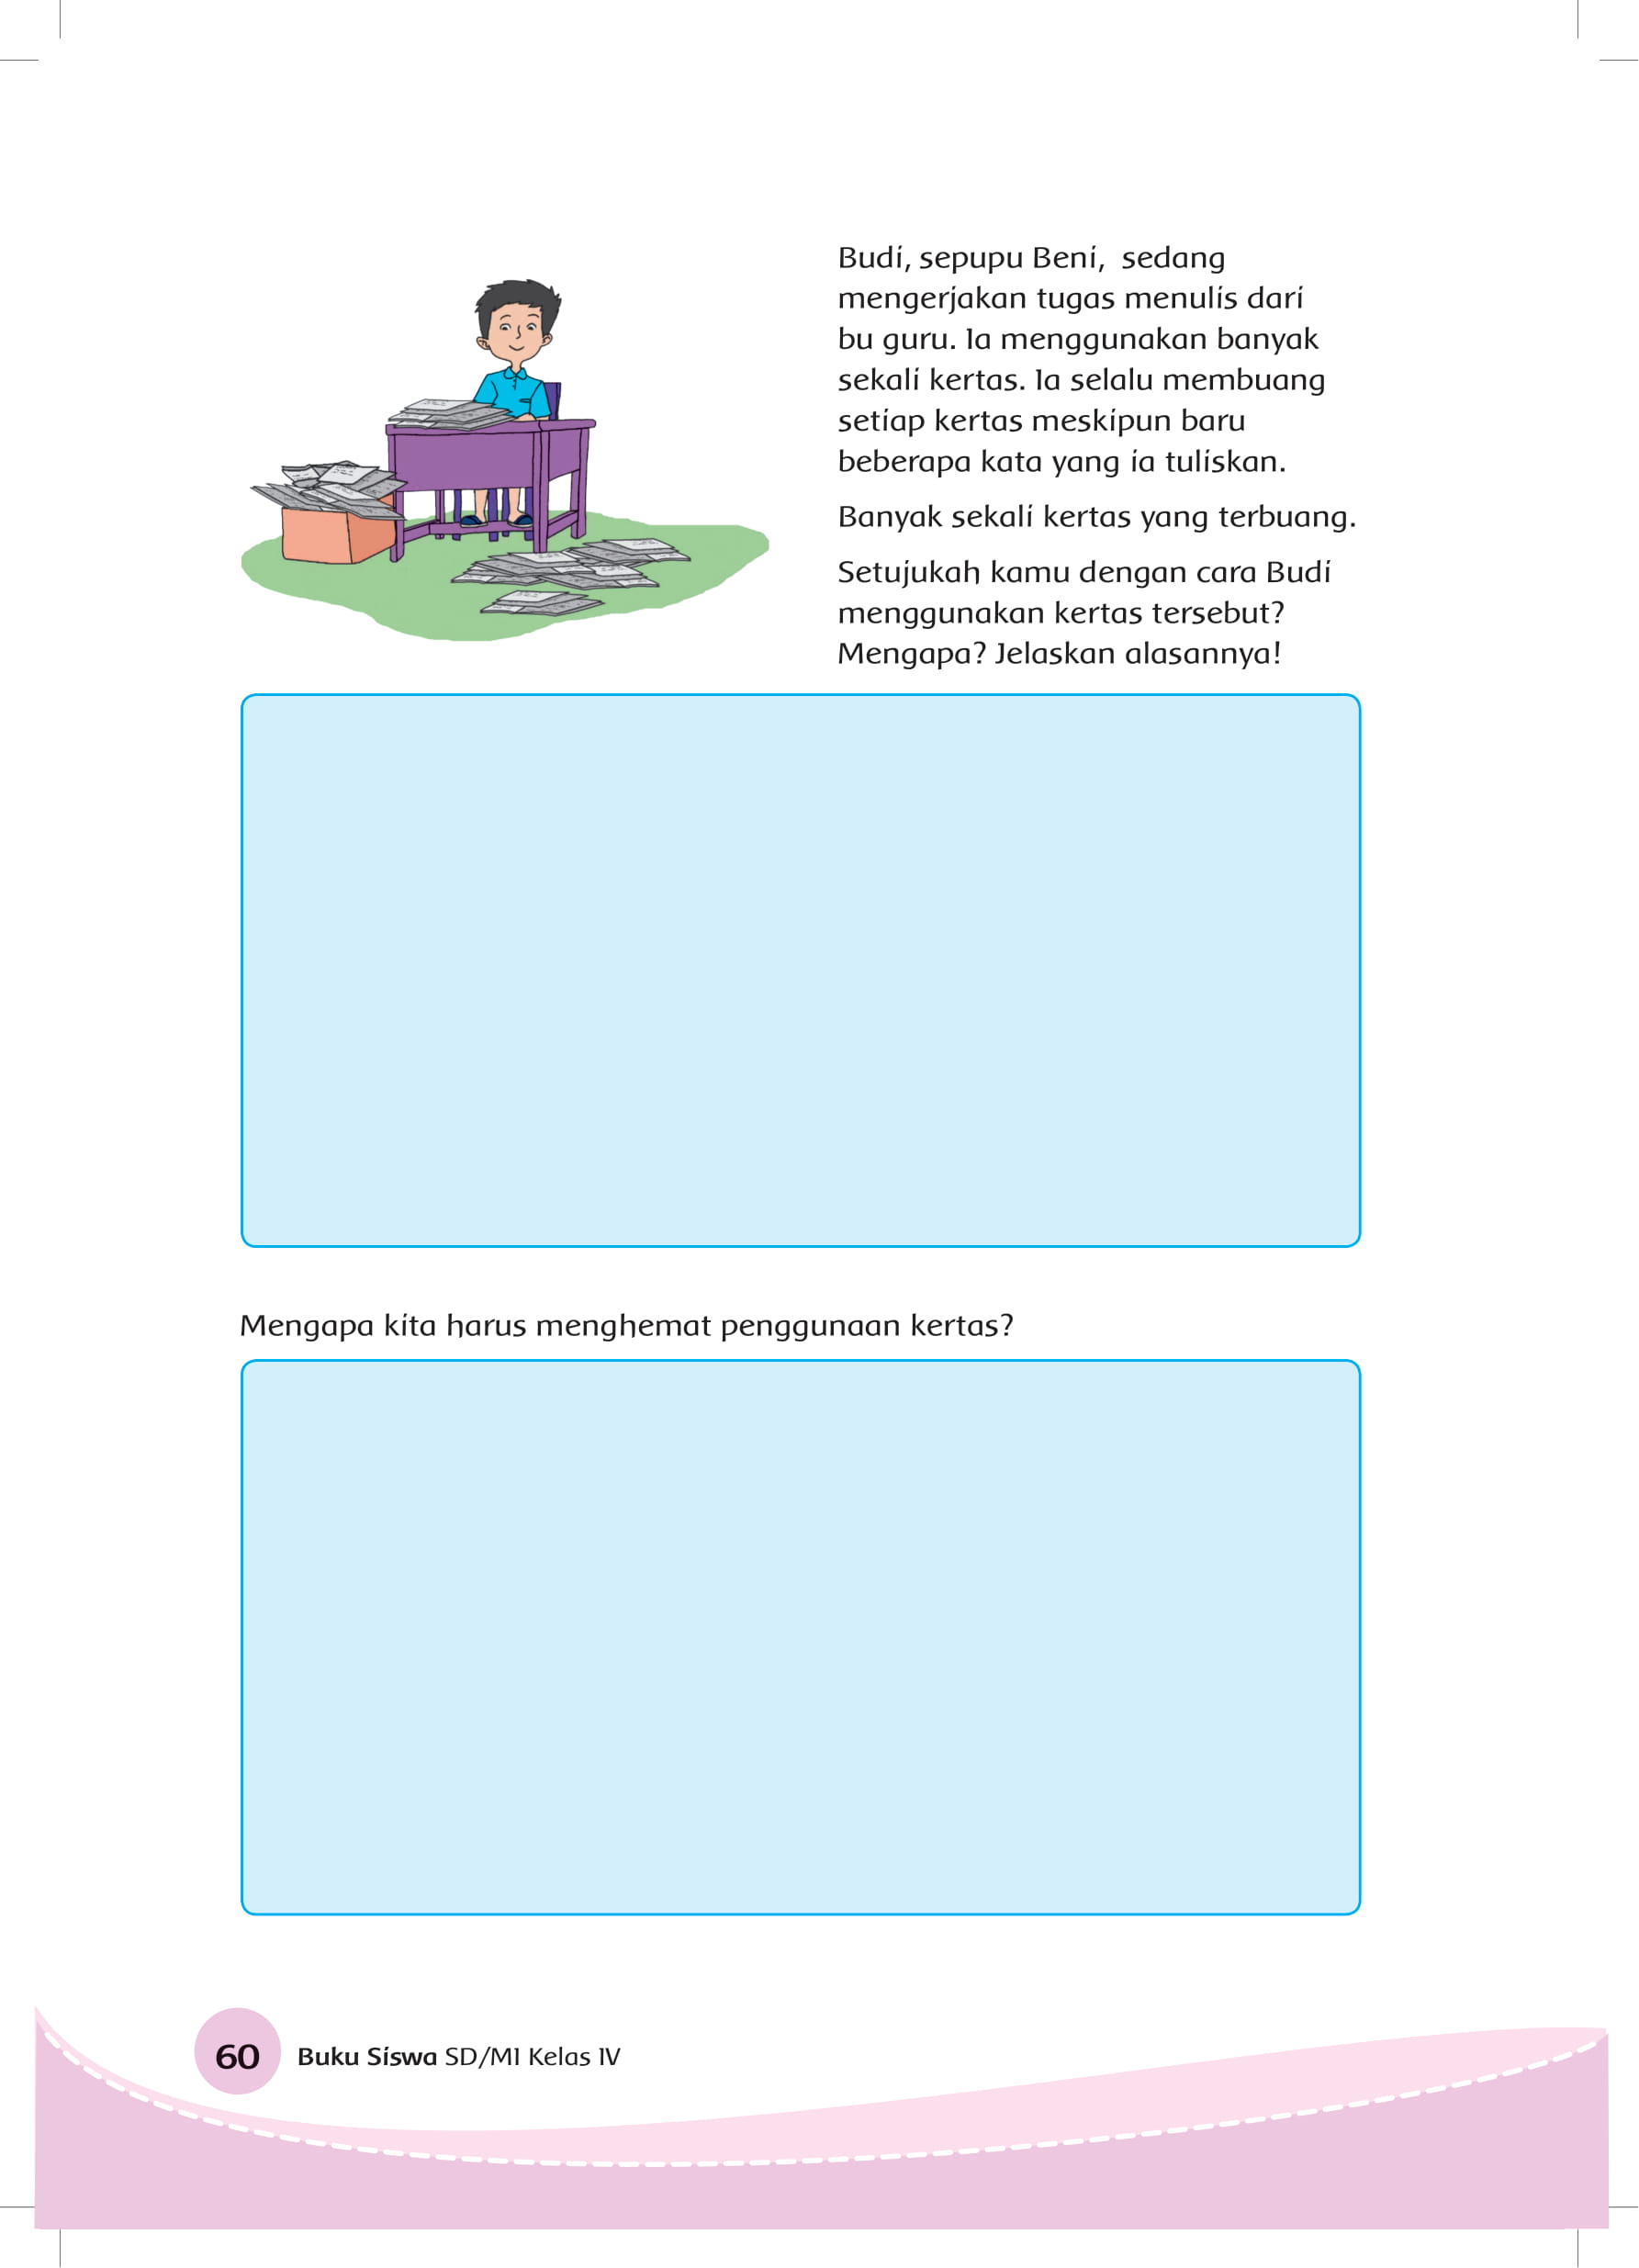 Budi, sepupu Beni,  sedang
mengerjakan tugas menulis dari
bu guru. Ia menggunakan banyak
sekali kertas. Ia selalu membuang
setiap kertas meskipun baru
beberapa kata yang ia tuliskan.
Banyak sekali kertas yang terbuang.
Setujukah kamu dengan cara Budi
menggunakan kertas tersebut?
Mengapa? Jelaskan alasannya!
Mengapa kita harus menghemat penggunaan kertas?
60 Buku Siswa SD/MI Kelas IV